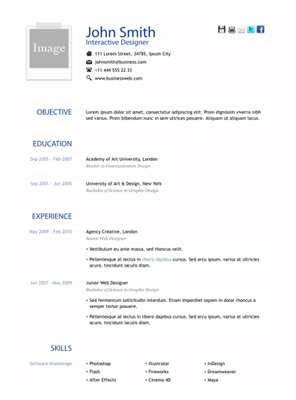 Image
John Smith
Interactive Designer
111 Lorem Street, 34785, Ipsum City
johnsmith@business.com
+11 444 555 22 33
www.businessweb.com
OBJECTIVE
Lorem ipsum dolor sit amet, consectetur adipiscing elit. Proin dignissim viverra nibh
sed varius. Proin bibendum nunc in sem ultrices posuere. Aliquam ut aliquam lacus.
EDUCATION
Sep 2005 - Feb 2007
Academy of Art University, London
Master in Communication Design
Sep 2001 - Jun 2005
University of Art & Design, New York
Bachelor of Science in Graphic Design
EXPERIENCE
May 2009 - Feb 2010
Agency Creative, London
Senior Web Designer
• Vestibulum eu ante massa, sed rhoncus velit.
• Pellentesque at lectus in libero dapibus cursus. Sed arcu ipsum, varius at ultricies
acuro, tincidunt iaculis diam.
Jun 2007 - May 2009
Junior Web Designer
Bachelor of Science in Graphic Design
• Sed fermentum sollicitudin interdum. Etiam imperdiet sapien in dolor rhoncus a
semper tortor posuere.
• Pellentesque at lectus in libero dapibus cursus. Sed arcu ipsum, varius at ultricies
acuro, tincidunt iaculis diam.
SKILLS
Software Knowledge
• Photoshop • Illustrator • InDesign
• Flash • Fireworks • Dreamweaver
• After Effects • Cinema 4D • Maya